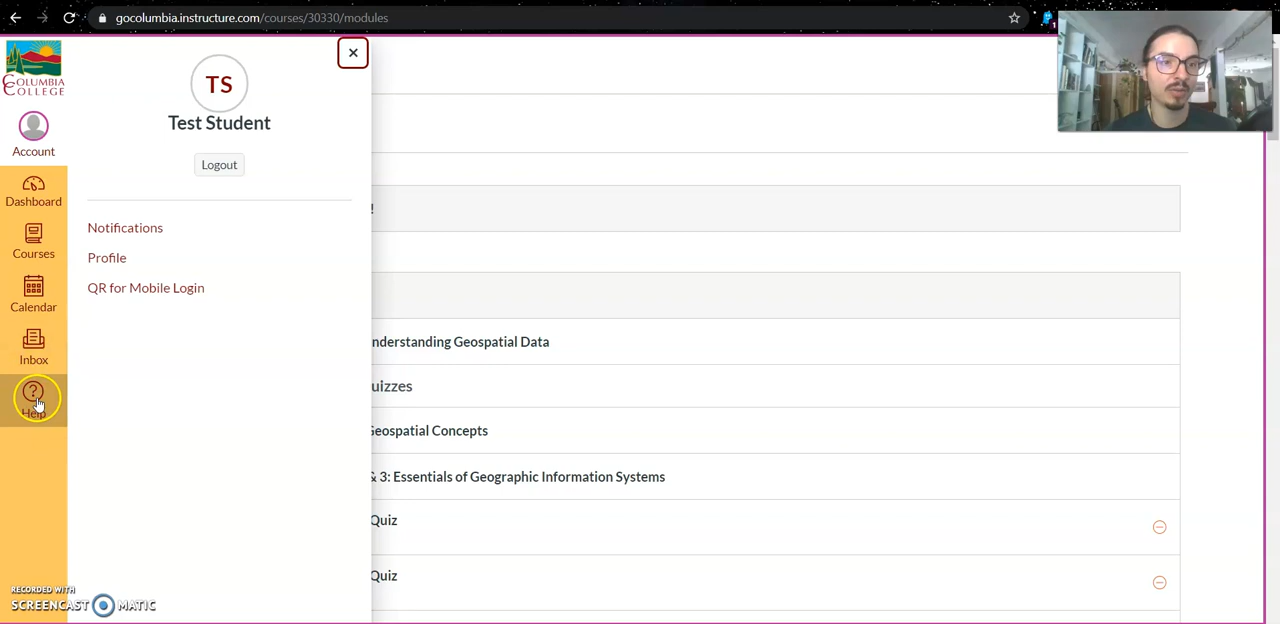 gocolumbia.instructure.com/courses/30330/modules
1
COLUMBIA
COLLEGE
Account
Dashboard
Courses
Calendar
Inbox
Help
×
TS
Test Student
Logout
Notifications
Profile
QR for Mobile Login
!
nderstanding Geospatial Data
uizzes
Geospatial Concepts
& 3: Essentials of Geographic Information Systems
Quiz
Quiz
RECORDED WITH
SCREENCAST MATIC